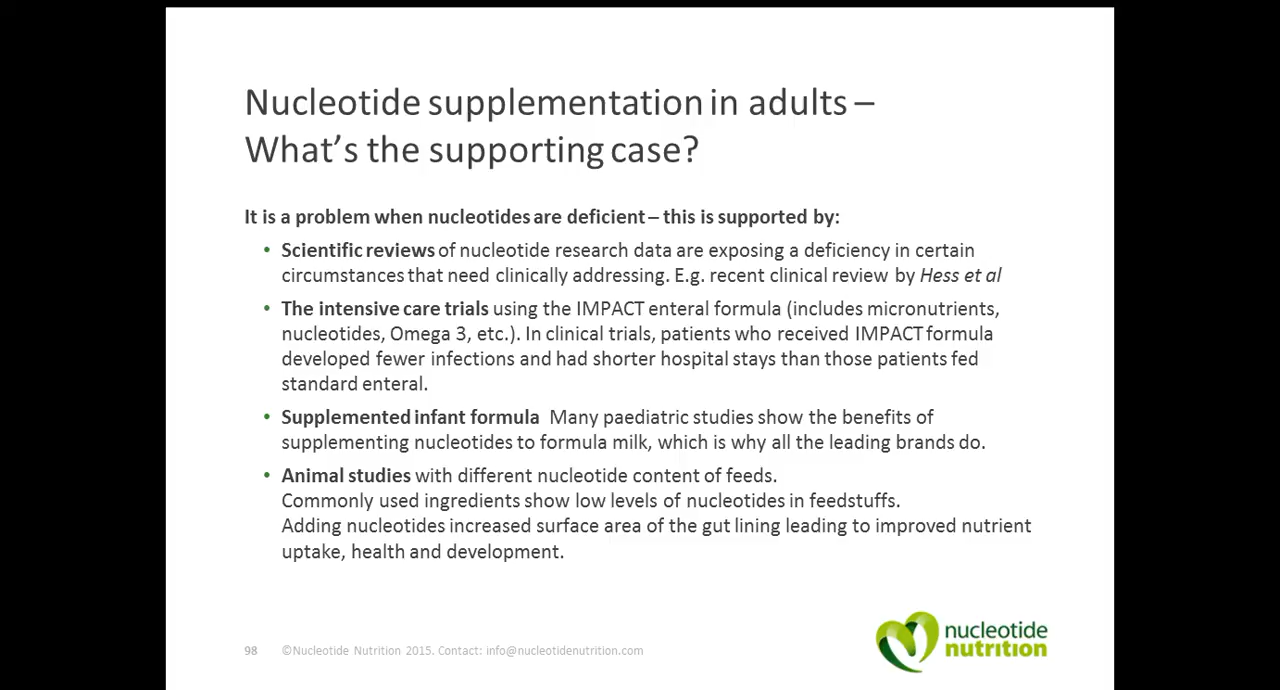 Nucleotide supplementation in adults –
What's the supporting case?
It is a problem when nucleotides are deficient – this is supported by:
• Scientific reviews of nucleotide research data are exposing a deficiency in certain
circumstances that need clinically addressing. E.g. recent clinical review by Hess et al
• The intensive care trials using the IMPACT enteral formula (includes micronutrients,
nucleotides, Omega 3, etc.). In clinical trials, patients who received IMPACT formula
developed fewer infections and had shorter hospital stays than those patients fed
standard enteral.
• Supplemented infant formula  Many paediatric studies show the benefits of
supplementing nucleotides to formula milk, which is why all the leading brands do.
• Animal studies with different nucleotide content of feeds.
Commonly used ingredients show low levels of nucleotides in feedstuffs.
Adding nucleotides increased surface area of the gut lining leading to improved nutrient
uptake, health and development.
98 ©Nucleotide Nutrition 2015. Contact: info@nucleotidenutrition.com
nucleotide
nutrition